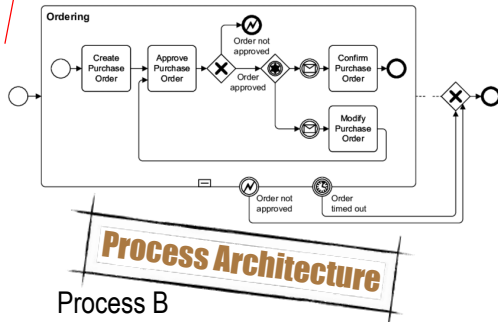 Ordering
Create
Purchase
Order
Approve
Purchase
Order
Order not
approved
Order
approved
Confirm
Purchase
Order
Modify
Purchase
Order
Order not
approved
Order
timed out
Process Architecture
Process B